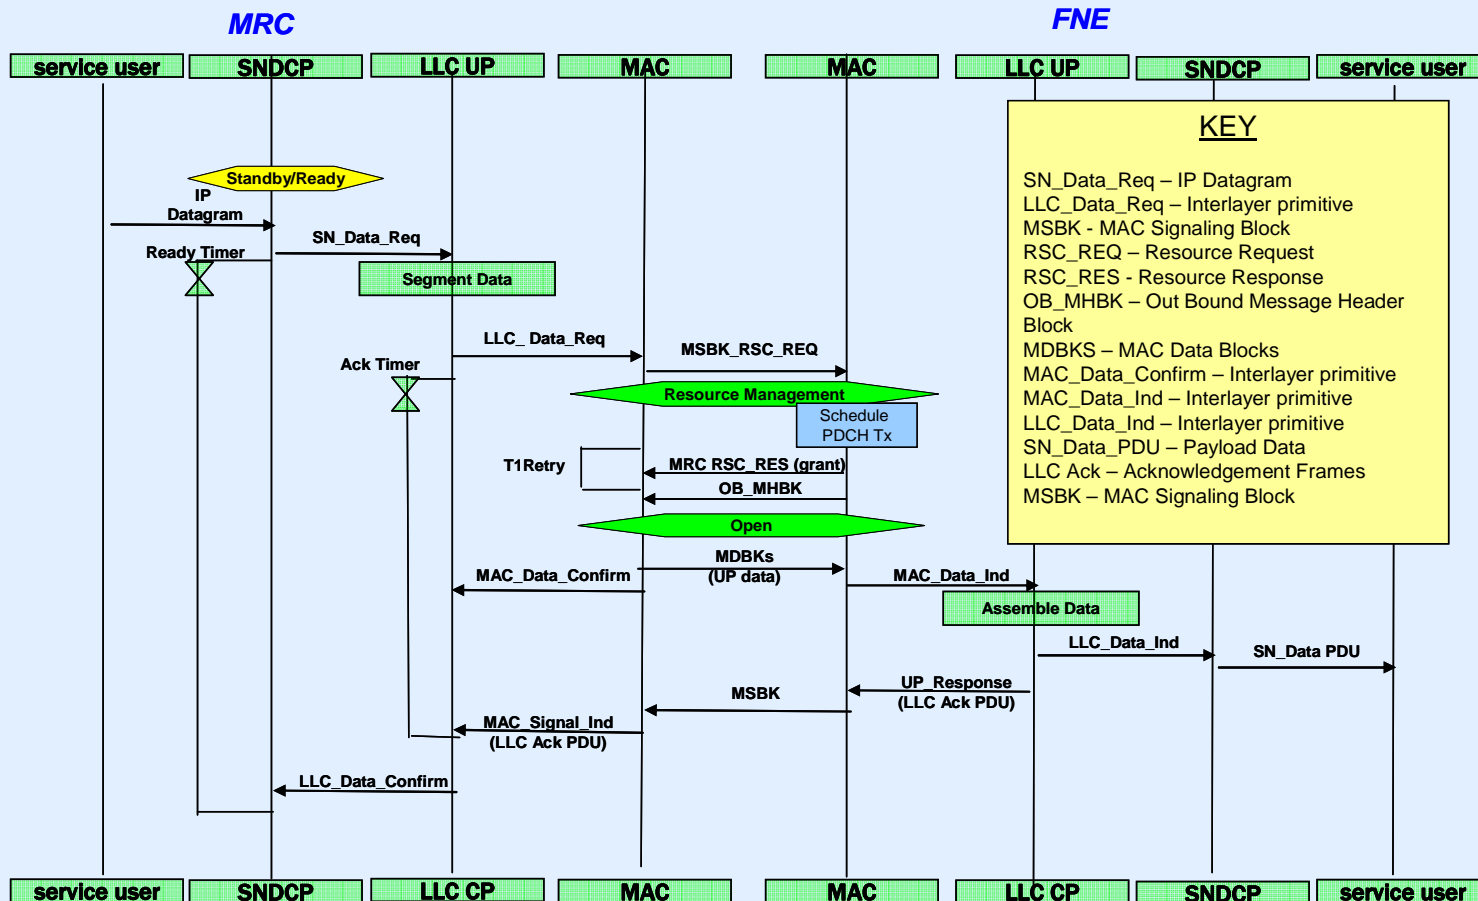 MRC
FNE
service user
SNDCP
LLC UP
MAC
MAC
LLC UP
SNDCP
service user
KEY
SN_Data_Req – IP Datagram
LLC_Data_Req – Interlayer primitive
MSBK - MAC Signaling Block
RSC_REQ – Resource Request
RSC_RES - Resource Response
OB_MHBK – Out Bound Message Header
Block
MDBKS – MAC Data Blocks
MAC_Data_Confirm – Interlayer primitive
MAC_Data_Ind – Interlayer primitive
LLC_Data_Ind – Interlayer primitive
SN_Data_PDU – Payload Data
LLC Ack – Acknowledgement Frames
MSBK – MAC Signaling Block
Standby/Ready
IP
Datagram
SN_Data_Req
Ready Timer
Segment Data
LLC_ Data_Req
MSBK_RSC_REQ
Ack Timer
Resource Management
Schedule
PDCH Tx
T1Retry
MRC RSC_RES (grant)
OB_MHBK
Open
MDBKs
(UP data)
MAC_Data_Confirm
MAC_Data_Ind
Assemble Data
LLC_Data_Ind
SN_Data PDU
UP_Response
(LLC Ack PDU)
MSBK
MAC_Signal_Ind
(LLC Ack PDU)
LLC_Data_Confirm
service user
SNDCP
LLC CP
MAC
MAC
LLC CP
SNDCP
service user